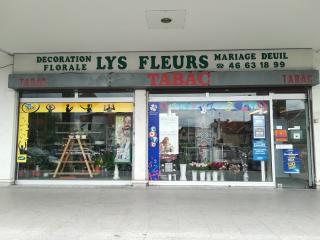 DECORATION FLORALE
LYS FLEURS
MARIAGE DEUIL
☎ 46 63 18 99
TABAC
TABAC
TABAC